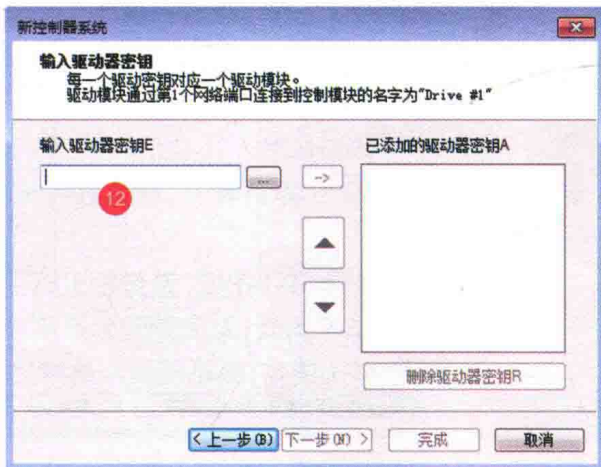 新控制器系统
输入驱动器密钥
每一个驱动密钥对应一个驱动模块。
驱动模块通过第1个网络端口连接到控制模块的名字为"Drive #1"
输入驱动器密钥E
已添加的驱动器密钥A
...
->
12
删除驱动器密钥R
< 上一步(B)
下一步(N) >
完成
取消